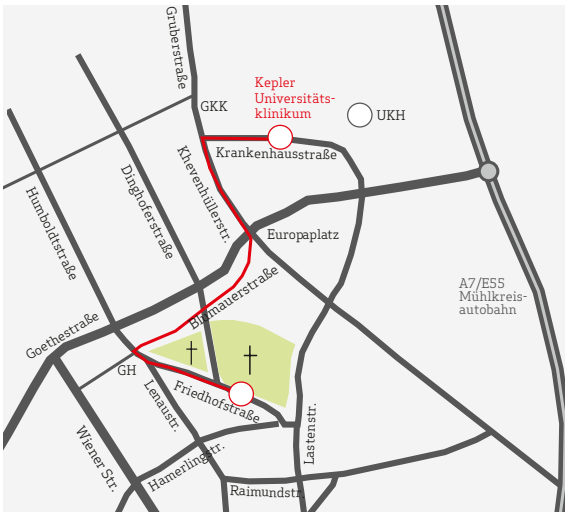 Gruberstraße
Kepler
Universitäts-
klinikum
GKK
UKH
Krankenhausstraße
Khevenhüllerstr.
Dinghoferstraße
Humboldtstraße
Europaplatz
A7/E55
Mühlkreis-
autobahn
Blumauerstraße
Goethestraße
GH
Friedhofstraße
Lenaustr.
Lastenstr.
Wiener Str.
Hamerlingstr.
Raimundstr.